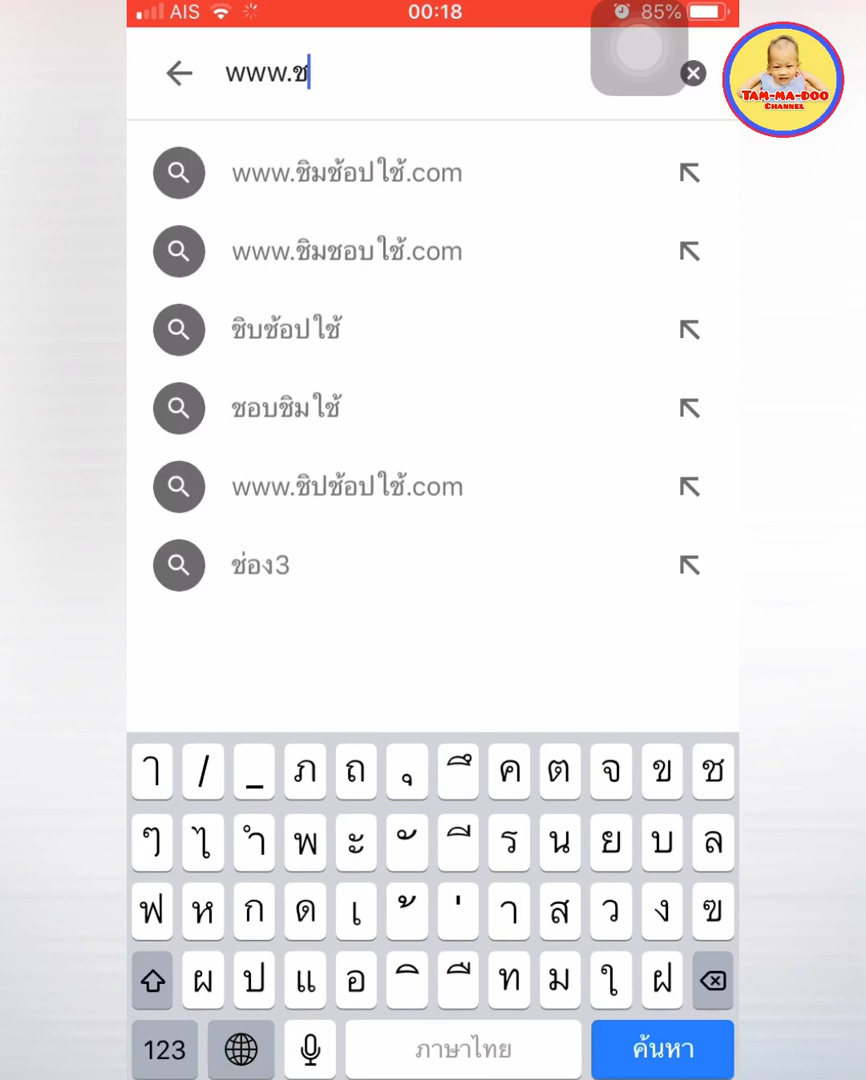 AIS 00:18 85%
www.ช
TAM-MA-DOO
CHANNEL
www.ชิมช้อปใช้.com
www.ชิมชอบใช้.com
ชิบช้อปใช้
ชอบชิมใช้
www.ชิปช้อปใช้.com
ช่อง3
ๅ / _ ภ ถ ุ ึ ค ต จ ข ช
ๆ ไ ำ พ ะ ั ี ร น ย บ ล
ฟ ห ก ด เ ้ ่ า ส ว ง ฃ
ผ ป แ อ ิ ื ท ม ใ ฝ
123 ภาษาไทย ค้นหา